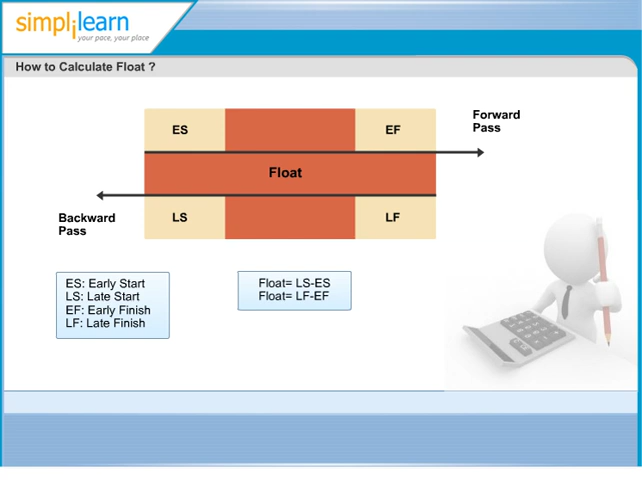 simplilearn
your pace, your place
How to Calculate Float ?
ES
EF
Forward
Pass
Float
Backward
Pass
LS
LF
ES: Early Start
LS: Late Start
EF: Early Finish
LF: Late Finish
Float= LS-ES
Float= LF-EF